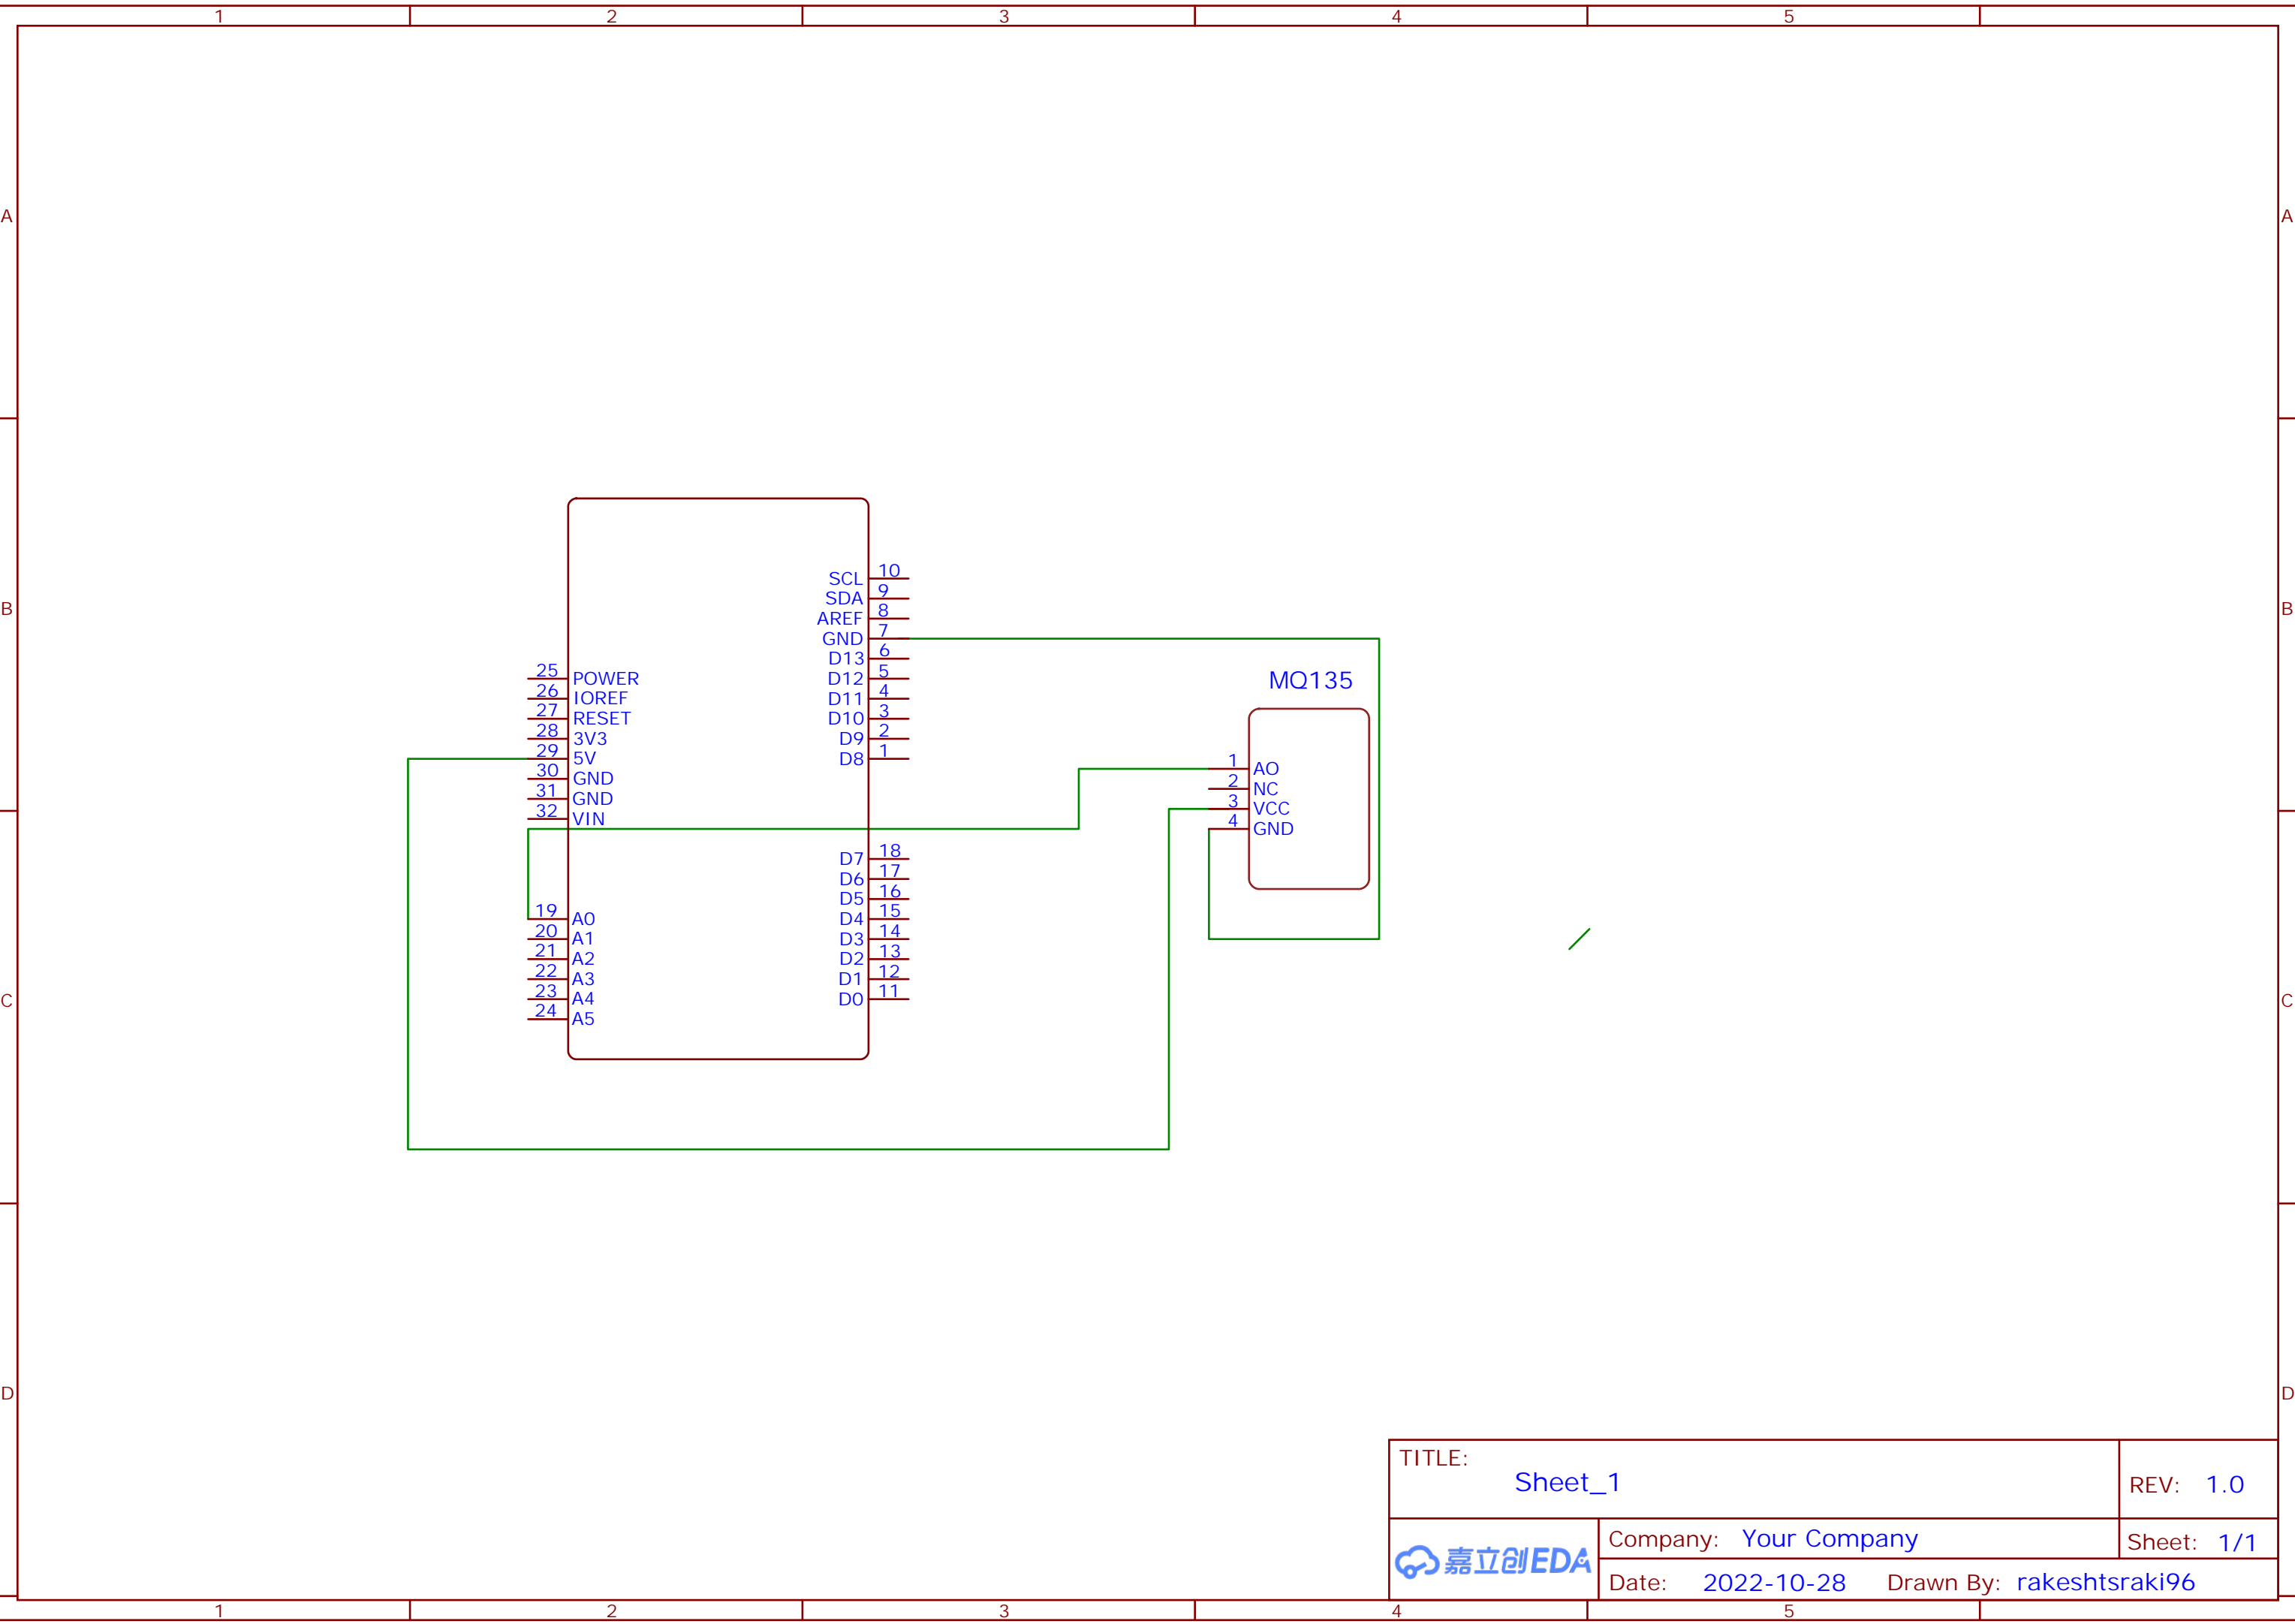 1 2 3 4 5
A A
B B
C C
D D
10 SCL
9 SDA
8 AREF
7 GND
6 D13
5 D12
4 D11
3 D10
2 D9
1 D8
25 POWER
26 IOREF
27 RESET
28 3V3
29 5V
30 GND
31 GND
32 VIN
MQ135
1 AO
2 NC
3 VCC
4 GND
18 D7
17 D6
16 D5
15 D4
14 D3
13 D2
12 D1
11 D0
19 A0
20 A1
21 A2
22 A3
23 A4
24 A5
TITLE:
Sheet_1
REV: 1.0
嘉立创EDA
Company: Your Company
Sheet: 1/1
Date: 2022-10-28 Drawn By: rakeshtsraki96
1 2 3 4 5